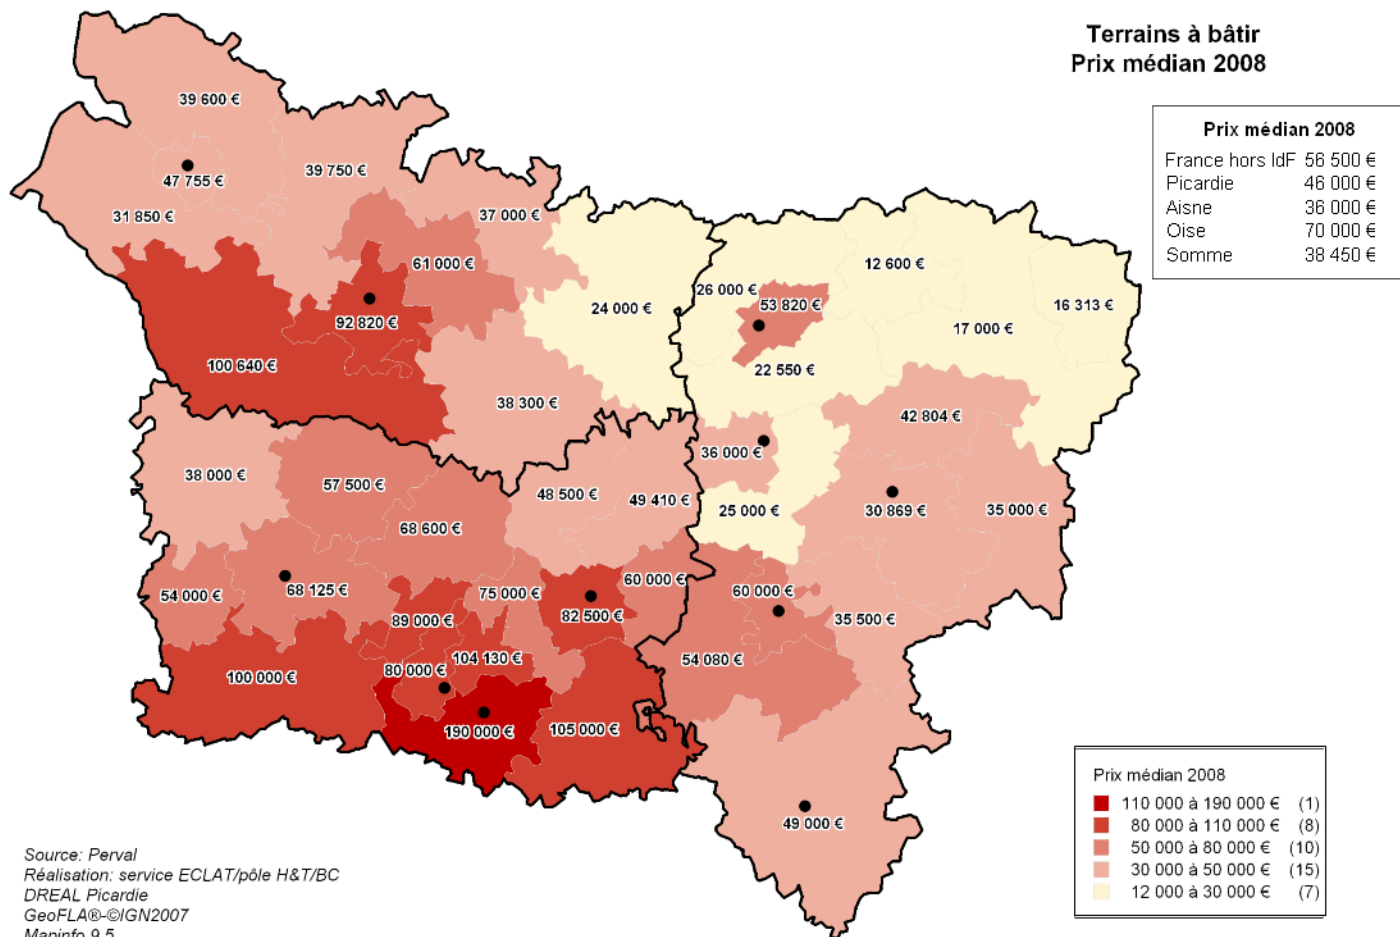 Terrains à bâtir
Prix médian 2008
Prix médian 2008
France hors IdF 56 500 €
Picardie 46 000 €
Aisne 36 000 €
Oise 70 000 €
Somme 38 450 €
39 600 €
47 755 €
39 750 €
31 850 €
37 000 €
61 000 €
92 820 €
100 640 €
24 000 €
38 300 €
26 000 €
53 820 €
12 600 €
16 313 €
17 000 €
22 550 €
42 804 €
36 000 €
25 000 €
30 869 €
35 000 €
38 000 €
57 500 €
48 500 €
49 410 €
68 600 €
54 000 €
68 125 €
75 000 €
60 000 €
82 500 €
89 000 €
80 000 €
104 130 €
100 000 €
190 000 €
105 000 €
60 000 €
35 500 €
54 080 €
49 000 €
Prix médian 2008
110 000 à 190 000 € (1)
80 000 à 110 000 € (8)
50 000 à 80 000 € (10)
30 000 à 50 000 € (15)
12 000 à 30 000 € (7)
Source: Perval
Réalisation: service ECLAT/pôle H&T/BC
DREAL Picardie
GeoFLA®-©IGN2007
Mapinfo 9.5